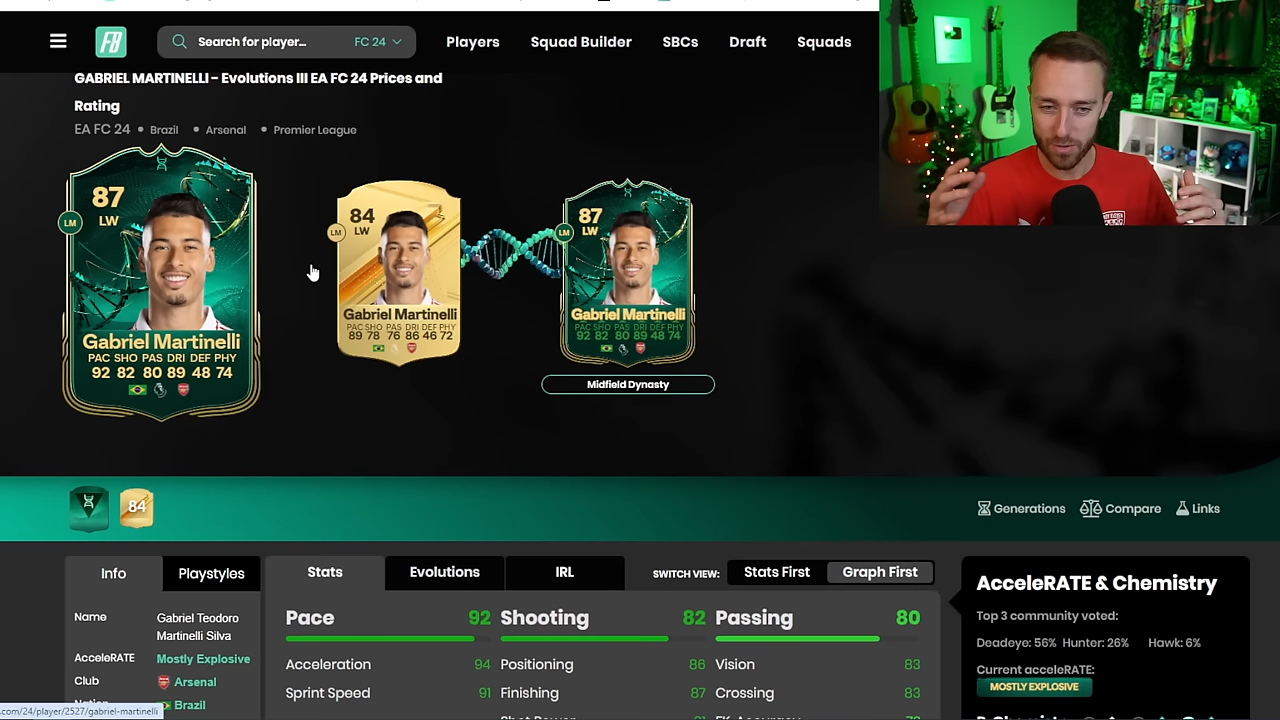 FB
Search for player...
FC 24
Players
Squad Builder
SBCs
Draft
Squads
GABRIEL MARTINELLI - Evolutions III EA FC 24 Prices and
Rating
EA FC 24 • Brazil • Arsenal • Premier League
87
LW
LM
Gabriel Martinelli
PAC SHO PAS DRI DEF PHY
92 82 80 89 48 74
84
LW
LM
Gabriel Martinelli
PAC SHO PAS DRI DEF PHY
89 78 76 86 46 72
87
LW
LM
Gabriel Martinelli
PAC SHO PAS DRI DEF PHY
92 82 80 89 48 74
Midfield Dynasty
84
Generations
Compare
Links
Info
Playstyles
Name
Gabriel Teodoro
Martinelli Silva
AcceleRATE
Mostly Explosive
Club
Arsenal
Brazil
Stats
Evolutions
IRL
SWITCH VIEW:
Stats First
Graph First
Pace 92
Acceleration 94
Sprint Speed 91
Shooting 82
Positioning 86
Finishing 87
Passing 80
Vision 83
Crossing 83
AcceleRATE & Chemistry
Top 3 community voted:
Deadeye: 56% Hunter: 26% Hawk: 6%
Current acceleRATE:
MOSTLY EXPLOSIVE
.com/24/player/2527/gabriel-martinelli